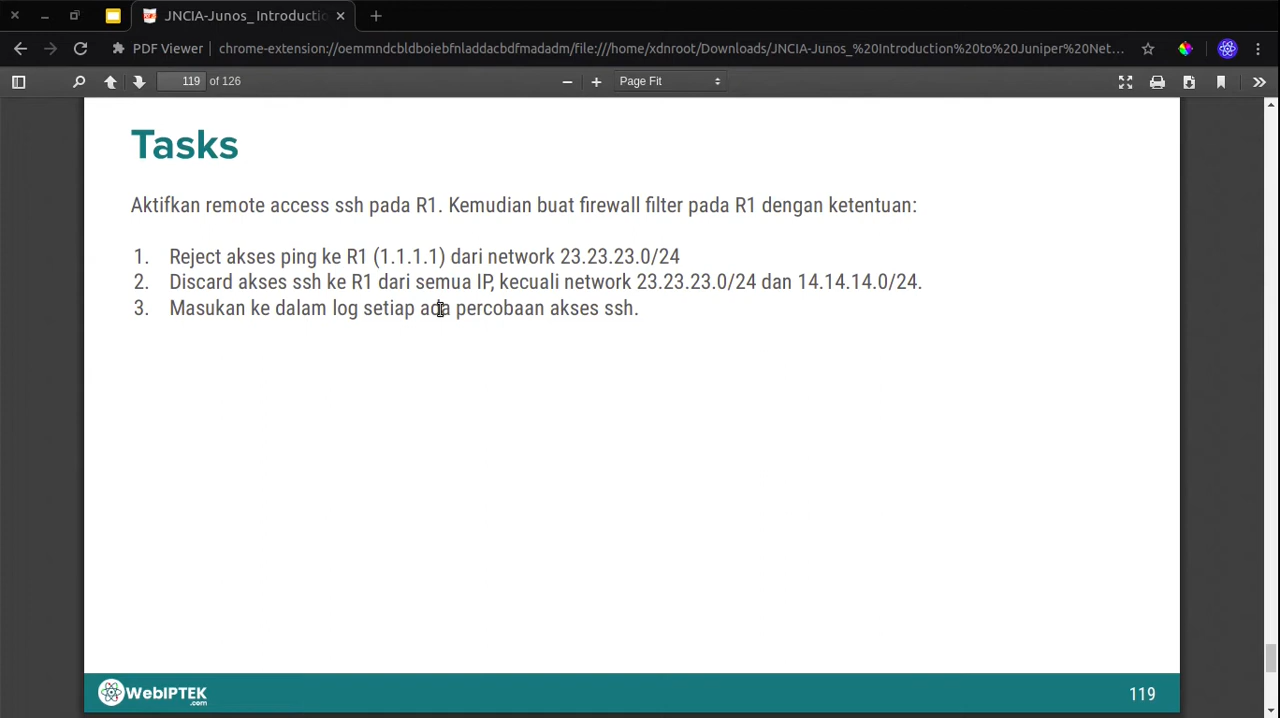 JNCIA-Junos_ Introductio
PDF Viewer
chrome-extension://oemmndcbldboiebfnladdacbdfmadadm/file:///home/xdnroot/Downloads/JNCIA-Junos_%20Introduction%20to%20Juniper%20Net...
119 of 126
Page Fit
Tasks
Aktifkan remote access ssh pada R1. Kemudian buat firewall filter pada R1 dengan ketentuan:
1. Reject akses ping ke R1 (1.1.1.1) dari network 23.23.23.0/24
2. Discard akses ssh ke R1 dari semua IP, kecuali network 23.23.23.0/24 dan 14.14.14.0/24.
3. Masukan ke dalam log setiap ada percobaan akses ssh.
WebIPTEK
.com
119